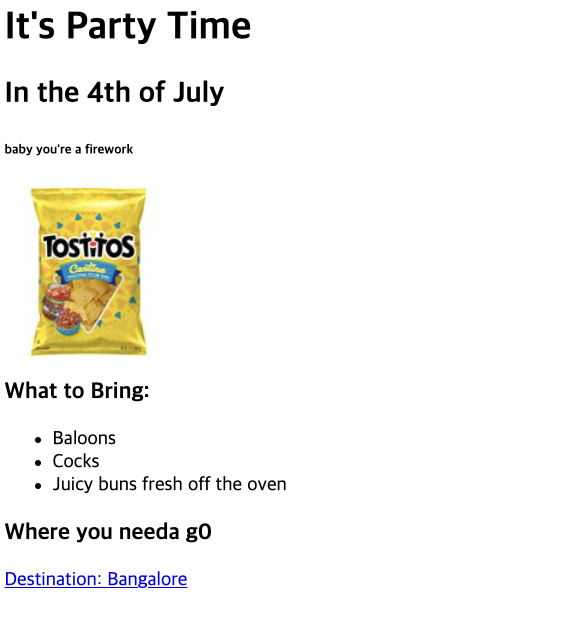 It's Party Time
In the 4th of July
baby you're a firework
TOSTiTOS
Cantina
What to Bring:
Baloons
Cocks
Juicy buns fresh off the oven
Where you needa g0
Destination: Bangalore